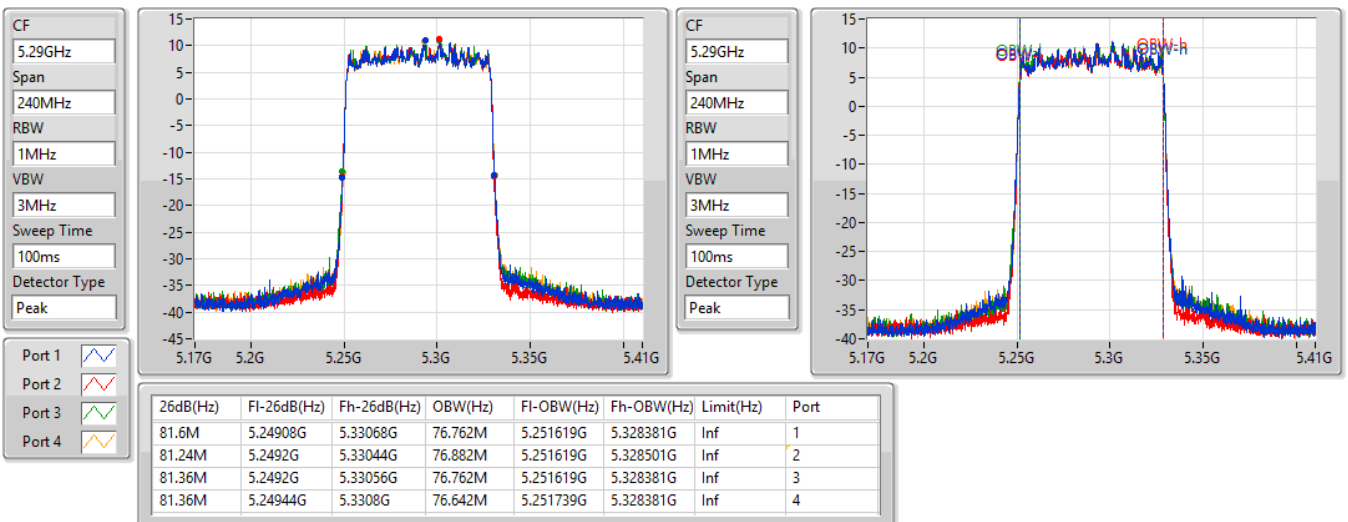 CF
5.29GHz
Span
240MHz
RBW
1MHz
VBW
3MHz
Sweep Time
100ms
Detector Type
Peak
Port 1
Port 2
Port 3
Port 4
15-
10-
5-
0-
-5-
-10-
-15-
-20-
-25-
-30-
-35-
-40-
-45-
5.17G 5.2G 5.25G 5.3G 5.35G 5.41G
CF
5.29GHz
Span
240MHz
RBW
1MHz
VBW
3MHz
Sweep Time
100ms
Detector Type
Peak
15-
10-
5-
0-
-5-
-10-
-15-
-20-
-25-
-30-
-35-
-40-
OBW-h
5.17G 5.2G 5.25G 5.3G 5.35G 5.41G
26dB(Hz) Fl-26dB(Hz) Fh-26dB(Hz) OBW(Hz) Fl-OBW(Hz) Fh-OBW(Hz) Limit(Hz) Port
81.6M 5.24908G 5.33068G 76.762M 5.251619G 5.328381G Inf 1
81.24M 5.2492G 5.33044G 76.882M 5.251619G 5.328501G Inf 2
81.36M 5.2492G 5.33056G 76.762M 5.251619G 5.328381G Inf 3
81.36M 5.24944G 5.3308G 76.642M 5.251739G 5.328381G Inf 4